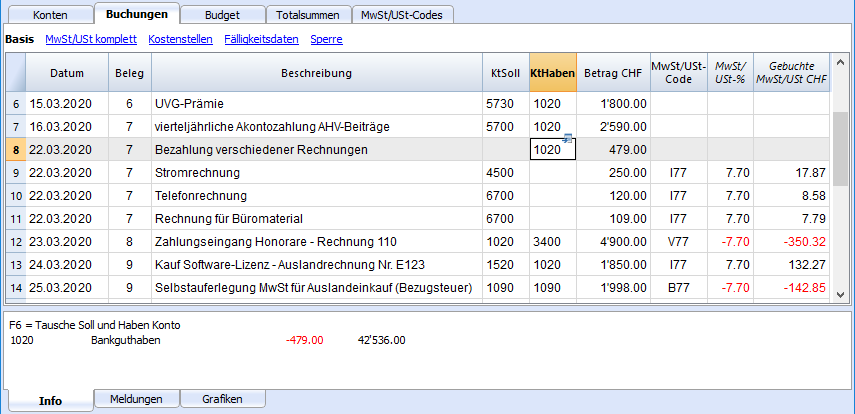 Konten Buchungen Budget Totalsummen MwSt/USt-Codes
Basis MwSt/USt komplett Kostenstellen Fälligkeitsdaten Sperre
Datum Beleg Beschreibung KtSoll KtHaben Betrag CHF MwSt/USt-Code MwSt/USt-% Gebuchte MwSt/USt CHF
6 15.03.2020 6 UVG-Prämie 5730 1020 1'800.00
7 16.03.2020 7 vierteljährliche Akontozahlung AHV-Beiträge 5700 1020 2'590.00
8 22.03.2020 7 Bezahlung verschiedener Rechnungen 1020 479.00
9 22.03.2020 7 Stromrechnung 4500 250.00 I77 7.70 17.87
10 22.03.2020 7 Telefonrechnung 6700 120.00 I77 7.70 8.58
11 22.03.2020 7 Rechnung für Büromaterial 6700 109.00 I77 7.70 7.79
12 23.03.2020 8 Zahlungseingang Honorare - Rechnung 110 1020 3400 4'900.00 V77 -7.70 -350.32
13 24.03.2020 9 Kauf Software-Lizenz - Auslandrechnung Nr. E123 1520 1020 1'850.00 I77 7.70 132.27
14 25.03.2020 9 Selbstauferlegung MwSt für Auslandeinkauf (Bezugsteuer) 1090 1090 1'998.00 B77 -7.70 -142.85
F6 = Tausche Soll und Haben Konto
1020 Bankguthaben -479.00 42'536.00
Info Meldungen Grafiken